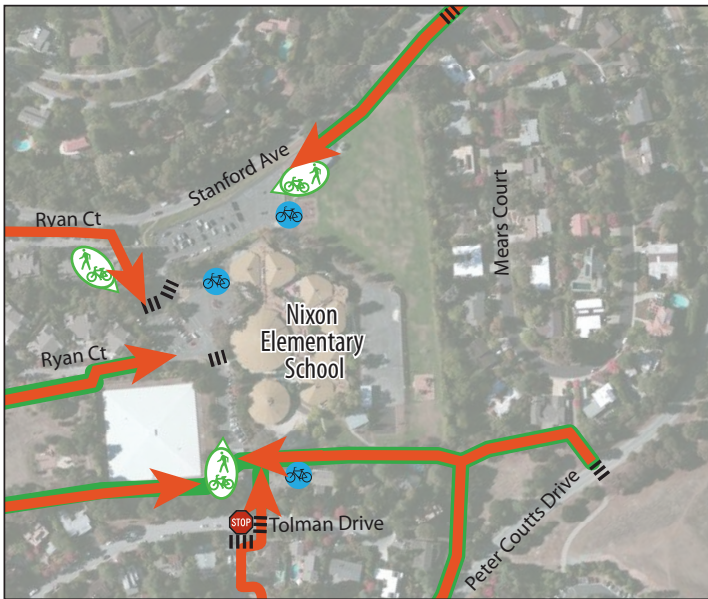 Stanford Ave
Ryan Ct
Mears Court
Nixon
Elementary
School
Ryan Ct
STOP
Tolman Drive
Peter Coutts Drive